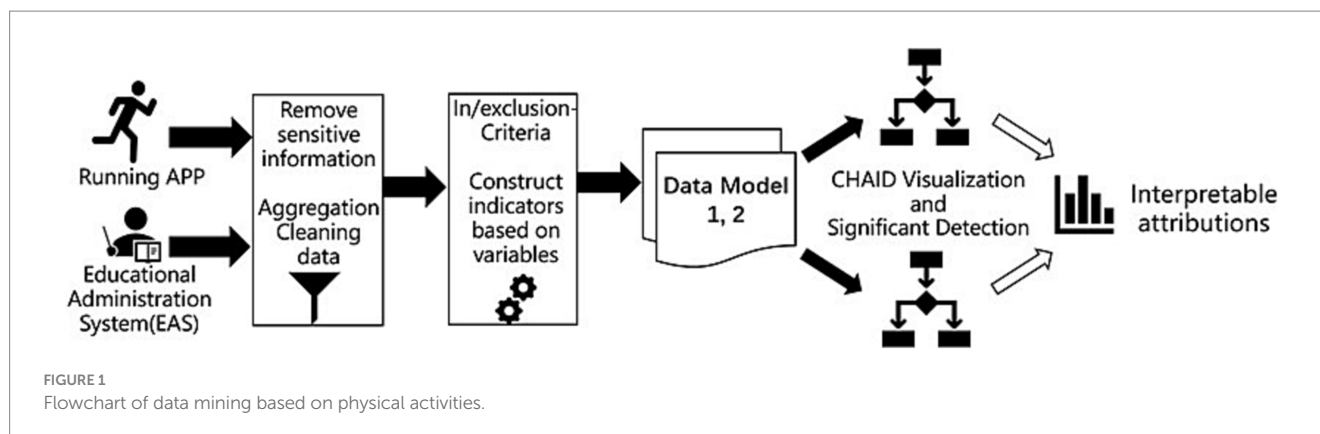 Running APP
Educational
Administration
System(EAS)
Remove
sensitive
information
Aggregation
Cleaning
data
In/exclusion-
Criteria
Construct
indicators
based on
variables
Data Model
1, 2
CHAID Visualization
and
Significant Detection
Interpretable
attributions
FIGURE 1
Flowchart of data mining based on physical activities.